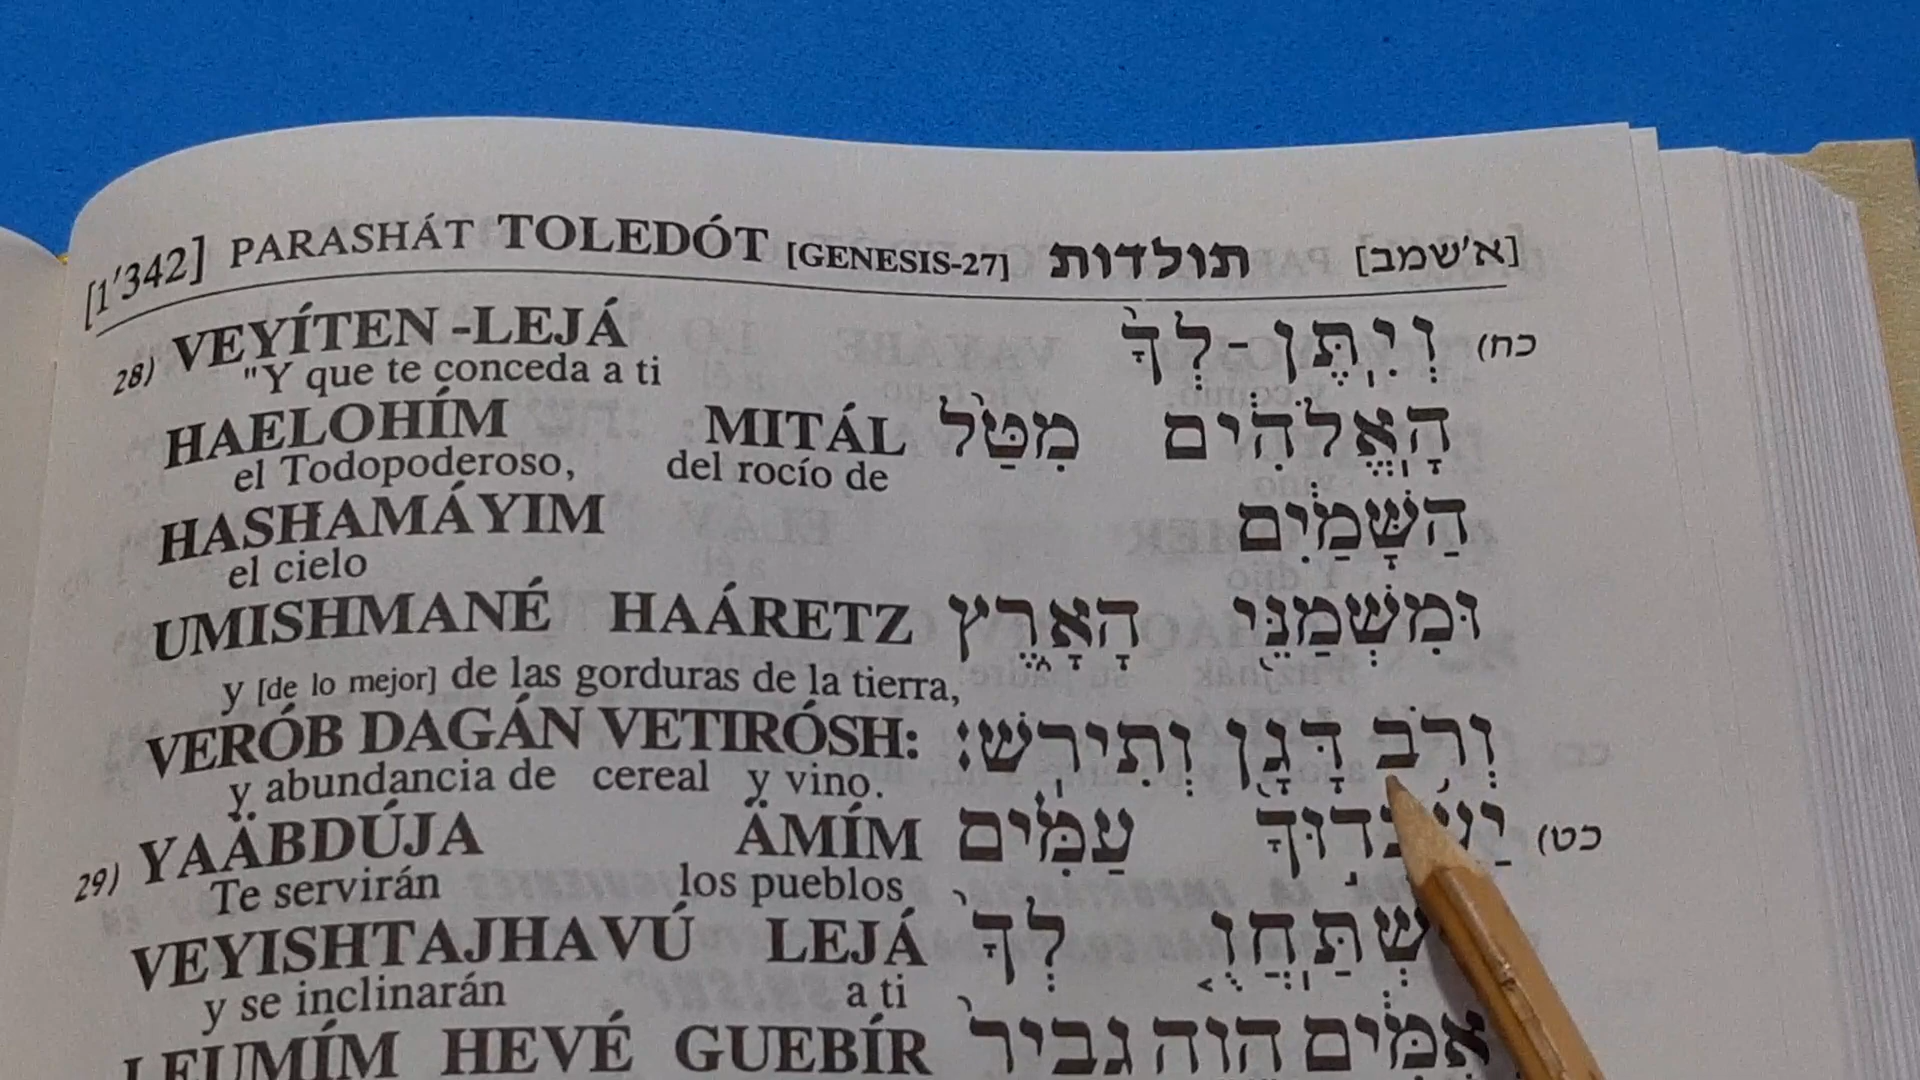 [1'342] PARASHÁT TOLEDÓT [GENESIS-27] תולדות [א'שמב]
28) VEYÍTEN -LEJÁ וְיִתֶּן-לְךָ כח)
"Y que te conceda a ti
HAELOHÍM MITÁL הָאֱלֹהִים מִטַּל
el Todopoderoso, del rocío de
HASHAMÁYIM הַשָּׁמַיִם
el cielo
UMISHMANÉ HAÁRETZ וּמִשְׁמַנֵּי הָאָרֶץ
y [de lo mejor] de las gorduras de la tierra,
VERÓB DAGÁN VETIRÓSH: וְרֹב דָּגָן וְתִירֹשׁ:
y abundancia de cereal y vino.
29) YAÄBDÚJA ÄMÍM עַמִּים כט)
Te servirán los pueblos
VEYISHTAJHAVÚ LEJÁ לְךָ
y se inclinarán a ti
LEUMÍM HEVÉ GUEBÍR הוה גביר